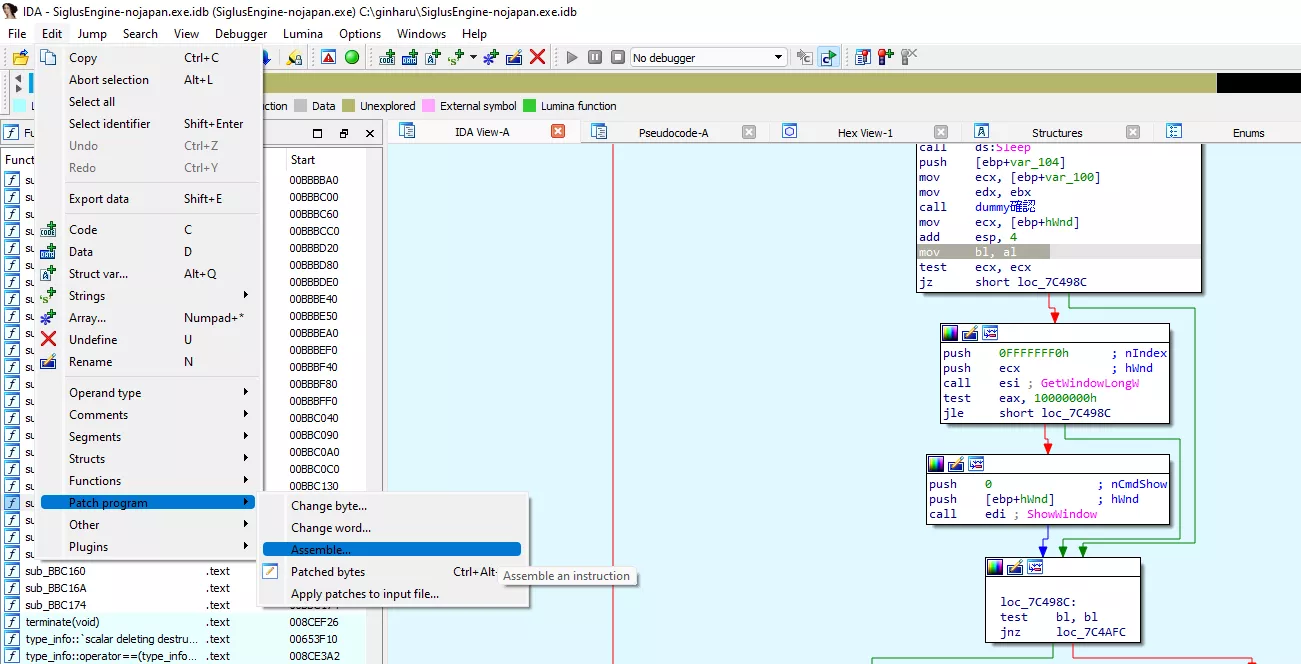 IDA - SiglusEngine-nojapan.exe.idb (SiglusEngine-nojapan.exe) C:\ginharu\SiglusEngine-nojapan.exe.idb
File Edit Jump Search View Debugger Lumina Options Windows Help
No debugger
Data Unexplored External symbol Lumina function
IDA View-A Pseudocode-A Hex View-1 Structures Enums
Start
00BBBBA0
00BBBC00
00BBBC60
00BBBCC0
00BBBD20
00BBBD80
00BBBDE0
00BBBE40
00BBBE50
00BBBEA0
00BBBEF0
00BBBF40
00BBBF80
00BBBFF0
00BBC040
00BBC090
00BBC0A0
00BBC0C0
00BBC130
Copy Ctrl+C
Abort selection Alt+L
Select all
Select identifier Shift+Enter
Undo Ctrl+Z
Redo Ctrl+Y
Export data Shift+E
Code C
Data D
Struct var... Alt+Q
Strings
Array... Numpad+*
Undefine U
Rename N
Operand type
Comments
Segments
Structs
Functions
Patch program
Other
Plugins
Change byte...
Change word...
Assemble...
Patched bytes Ctrl+Alt-
Apply patches to input file...
Assemble an instruction
sub_BBC160 .text
sub_BBC16A .text
sub_BBC174 .text
terminate(void) .text 008CEF26
type_info::`scalar deleting destru... .text 00653F10
type_info::operator==(type_info... .text 008CE3A2
call ds:Sleep
push [ebp+var_104]
mov ecx, [ebp+var_100]
mov edx, ebx
call dummy確認
mov ecx, [ebp+hWnd]
add esp, 4
mov bl, al
test ecx, ecx
jz short loc_7C498C
push 0FFFFFFF0h ; nIndex
push ecx ; hWnd
call esi ; GetWindowLongW
test eax, 10000000h
jle short loc_7C498C
push 0 ; nCmdShow
push [ebp+hWnd] ; hWnd
call edi ; ShowWindow
loc_7C498C:
test bl, bl
jnz loc_7C4AFC